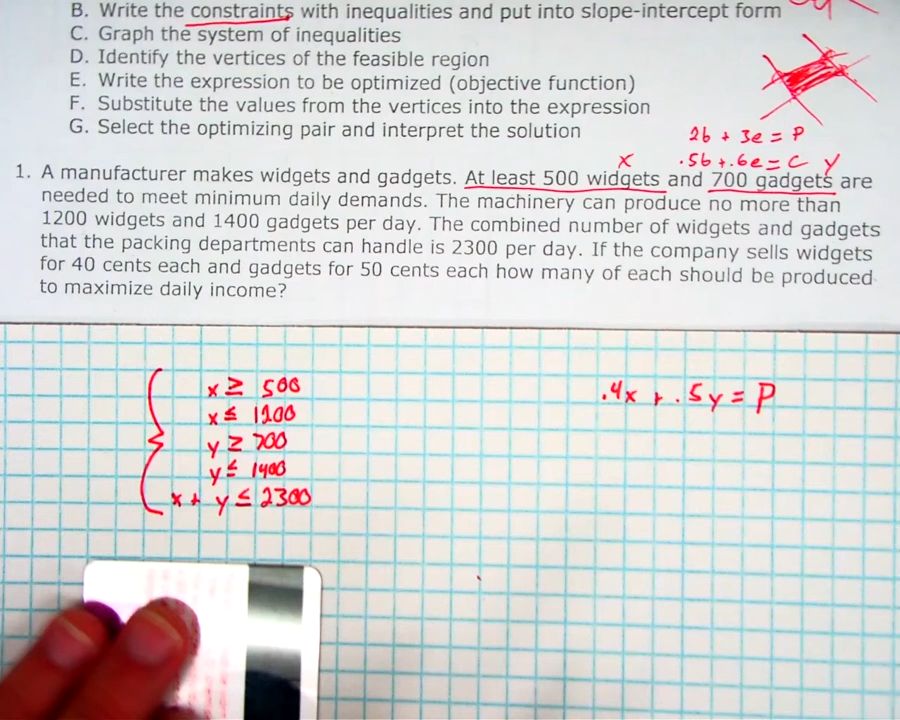 B. Write the constraints with inequalities and put into slope-intercept form
C. Graph the system of inequalities
D. Identify the vertices of the feasible region
E. Write the expression to be optimized (objective function)
F. Substitute the values from the vertices into the expression
G. Select the optimizing pair and interpret the solution
2b + 3e = P
x .5b + .6e = C y
1. A manufacturer makes widgets and gadgets. At least 500 widgets and 700 gadgets are
needed to meet minimum daily demands. The machinery can produce no more than
1200 widgets and 1400 gadgets per day. The combined number of widgets and gadgets
that the packing departments can handle is 2300 per day. If the company sells widgets
for 40 cents each and gadgets for 50 cents each how many of each should be produced
to maximize daily income?
x ≥ 500
.4x + .5y = P
x ≤ 1200
y ≥ 700
y ≤ 1400
x + y ≤ 2300